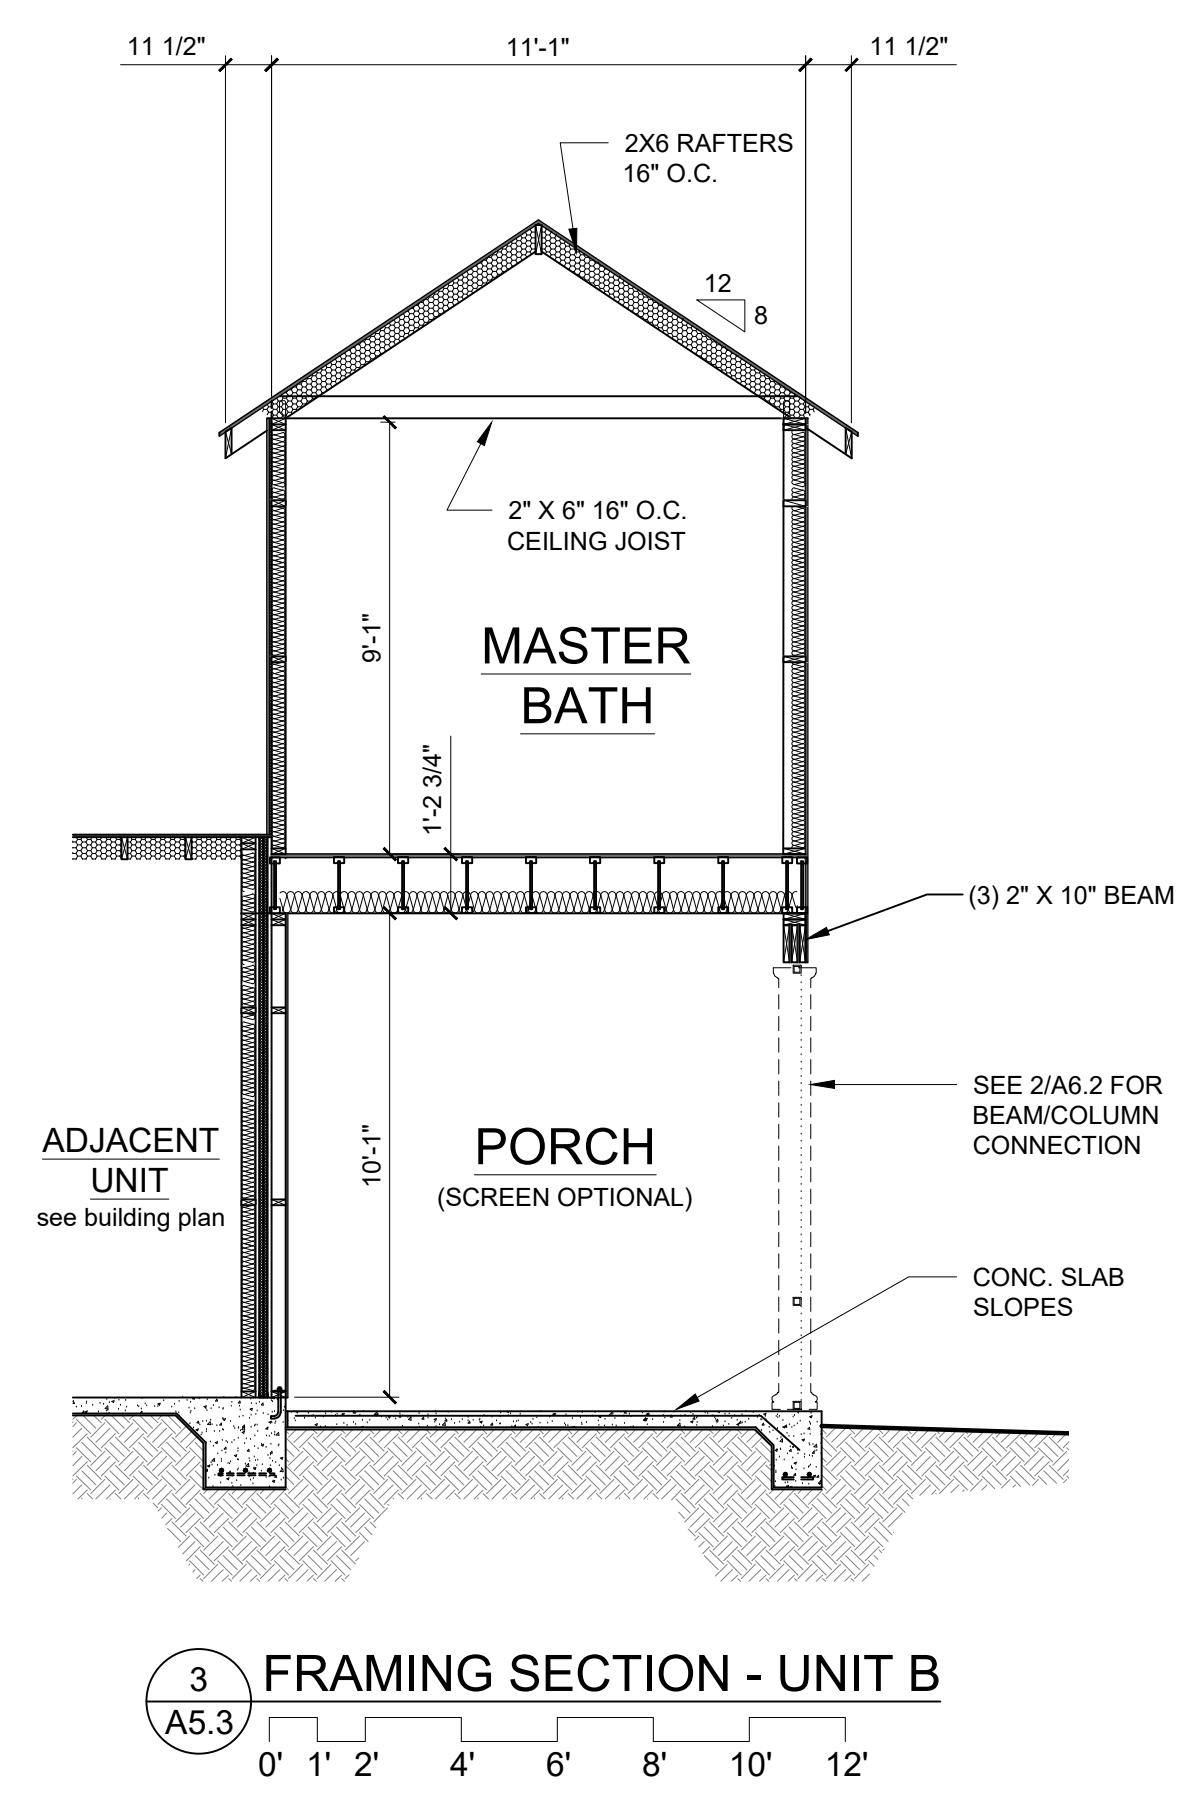 11 1/2"
11'-1"
11 1/2"
2X6 RAFTERS
16" O.C.
12
8
2" X 6" 16" O.C.
CEILING JOIST
9'-1"
MASTER
BATH
1'-2 3/4"
(3) 2" X 10" BEAM
SEE 2/A6.2 FOR
BEAM/COLUMN
CONNECTION
ADJACENT
UNIT
see building plan
10'-1"
PORCH
(SCREEN OPTIONAL)
CONC. SLAB
SLOPES
3
A5.3
FRAMING SECTION - UNIT B
0' 1' 2' 4' 6' 8' 10' 12'